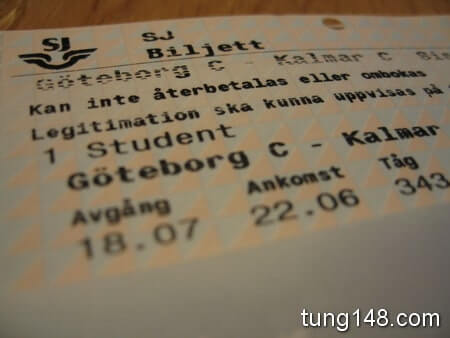 SJ
SJ
Biljett
Göteborg C - Kalmar C
Kan inte återbetalas eller ombokas
Legitimation ska kunna uppvisas på
1 Student
Göteborg C - Kalmar
Avgång Ankomst Tåg
18.07 22.06 343
tung148.com